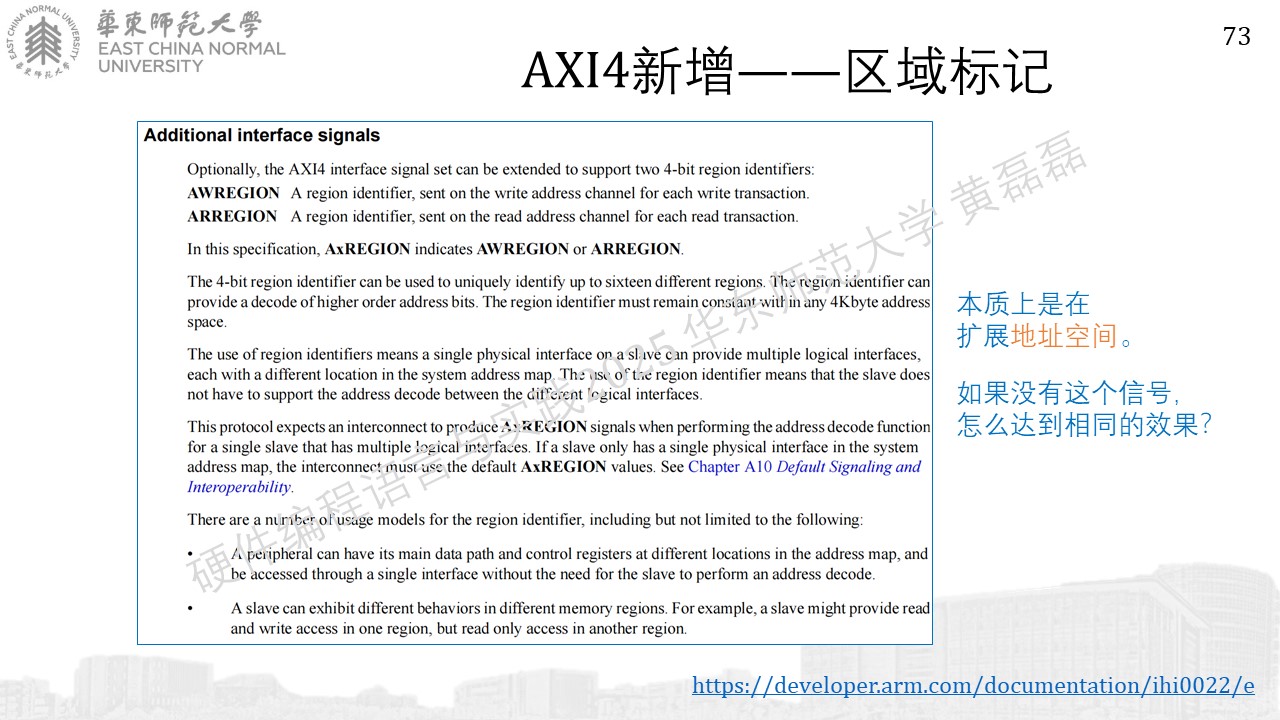 華東師範大學
EAST CHINA NORMAL
UNIVERSITY
EAST CHINA NORMAL UNIVERSITY
華東师范大学
73
AXI4新增——区域标记
Additional interface signals
Optionally, the AXI4 interface signal set can be extended to support two 4-bit region identifiers:
AWREGION A region identifier, sent on the write address channel for each write transaction.
ARREGION A region identifier, sent on the read address channel for each read transaction.
In this specification, AxREGION indicates AWREGION or ARREGION.
The 4-bit region identifier can be used to uniquely identify up to sixteen different regions. The region identifier can
provide a decode of higher order address bits. The region identifier must remain constant within any 4Kbyte address
space.
The use of region identifiers means a single physical interface on a slave can provide multiple logical interfaces,
each with a different location in the system address map. The use of the region identifier means that the slave does
not have to support the address decode between the different logical interfaces.
This protocol expects an interconnect to produce AxREGION signals when performing the address decode function
for a single slave that has multiple logical interfaces. If a slave only has a single physical interface in the system
address map, the interconnect must use the default AxREGION values. See Chapter A10 Default Signaling and
Interoperability.
There are a number of usage models for the region identifier, including but not limited to the following:
• A peripheral can have its main data path and control registers at different locations in the address map, and
be accessed through a single interface without the need for the slave to perform an address decode.
• A slave can exhibit different behaviors in different memory regions. For example, a slave might provide read
and write access in one region, but read only access in another region.
本质上是在
扩展地址空间。
如果没有这个信号,
怎么达到相同的效果?
硬件编程语言与实践2025 华东师范大学 黄磊磊
https://developer.arm.com/documentation/ihi0022/e